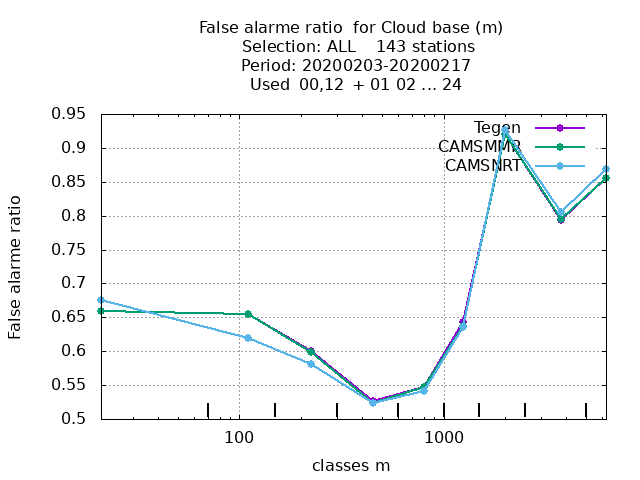 False alarme ratio  for Cloud base (m)
Selection: ALL    143 stations
Period: 20200203-20200217
Used  00,12  + 01 02 ... 24
0.95
0.9
0.85
0.8
0.75
0.7
0.65
0.6
0.55
0.5
False alarme ratio
Tegen
CAMSMMR
CAMSNRT
100
1000
classes m